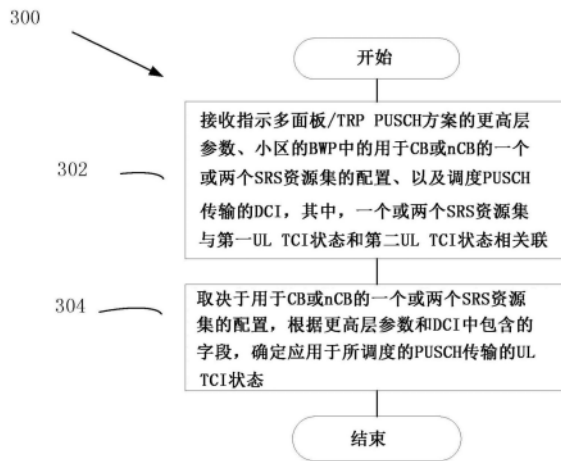 300
开始
302
接收指示多面板/TRP PUSCH方案的更高层
参数、小区的BWP中的用于CB或nCB的一个
或两个SRS资源集的配置、以及调度PUSCH
传输的DCI，其中，一个或两个SRS资源集
与第一UL TCI状态和第二UL TCI状态相关联
304
取决于用于CB或nCB的一个或两个SRS资源
集的配置，根据更高层参数和DCI中包含的
字段，确定应用于所调度的PUSCH传输的UL
TCI状态
结束